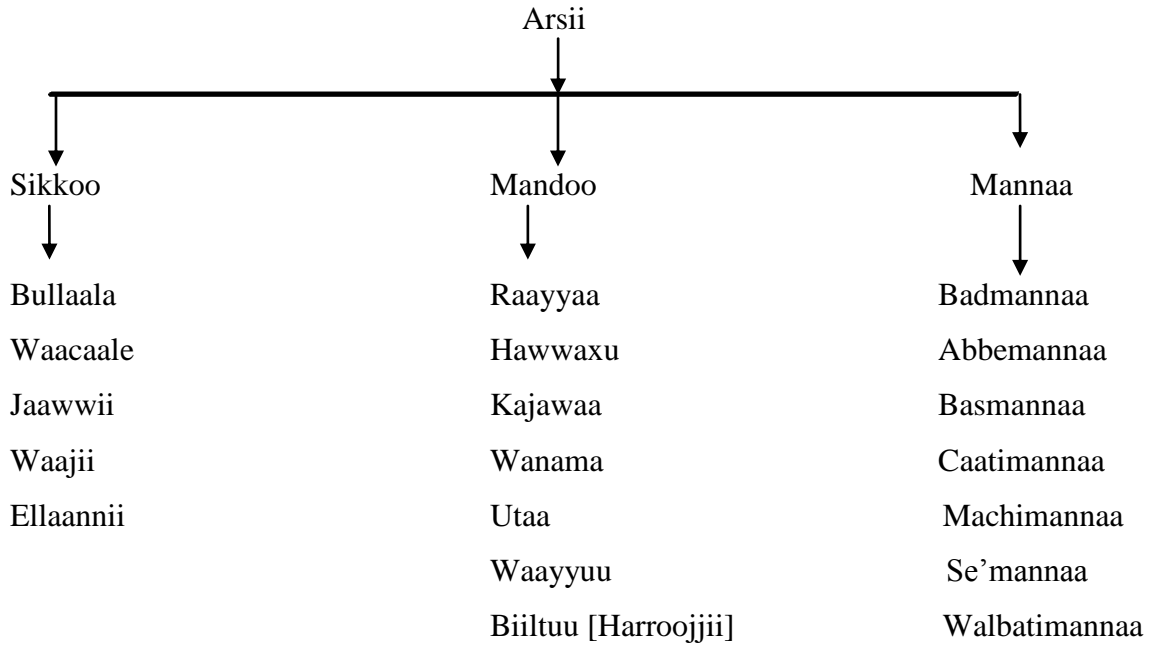 Arsii
Sikkoo Mandoo Mannaa
Bullaala Raayyaa Badmannaa
Waacaale Hawwaxu Abbemannaa
Jaawwii Kajawaa Basmannaa
Waajii Wanama Caatimannaa
Ellaannii Utaa Machimannaa
Waayyuu Se’mannaa
Biiltuu [Harroojjii] Walbatimannaa